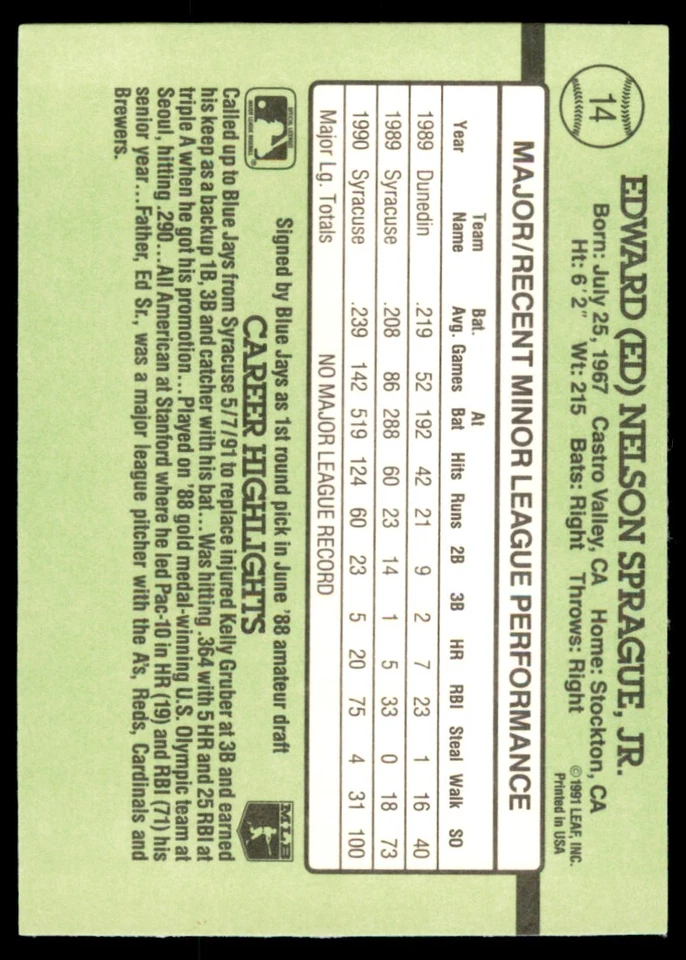 14
EDWARD (ED) NELSON SPRAGUE, JR.
Born: July 25, 1967 Castro Valley, CA Home: Stockton, CA
Ht: 6'2" Wt: 215 Bats: Right Throws: Right
©1991 LEAF, INC.
Printed in USA
MAJOR/RECENT MINOR LEAGUE PERFORMANCE
Team Bat. At
Year Name Avg. Games Bat Hits Runs 2B 3B HR RBI Steal Walk SO
1989 Dunedin .219 52 192 42 21 9 2 7 23 1 16 40
1989 Syracuse .208 86 288 60 23 14 1 5 33 0 18 73
1990 Syracuse .239 142 519 124 60 23 5 20 75 4 31 100
Major Lg. Totals NO MAJOR LEAGUE RECORD
Signed by Blue Jays as 1st round pick in June '88 amateur draft
CAREER HIGHLIGHTS
MLB
Called up to Blue Jays from Syracuse 5/7/91 to replace injured Kelly Gruber at 3B and earned
his keep as a backup 1B, 3B and catcher with his bat...Was hitting .364 with 5 HR and 25 RBI at
triple A when he got his promotion...Played on '88 gold medal-winning U.S. Olympic team at
Seoul, hitting .290...All American at Stanford where he led Pac-10 in HR (19) and RBI (71) his
senior year...Father, Ed Sr., was a major league pitcher with the A's, Reds, Cardinals and
Brewers.